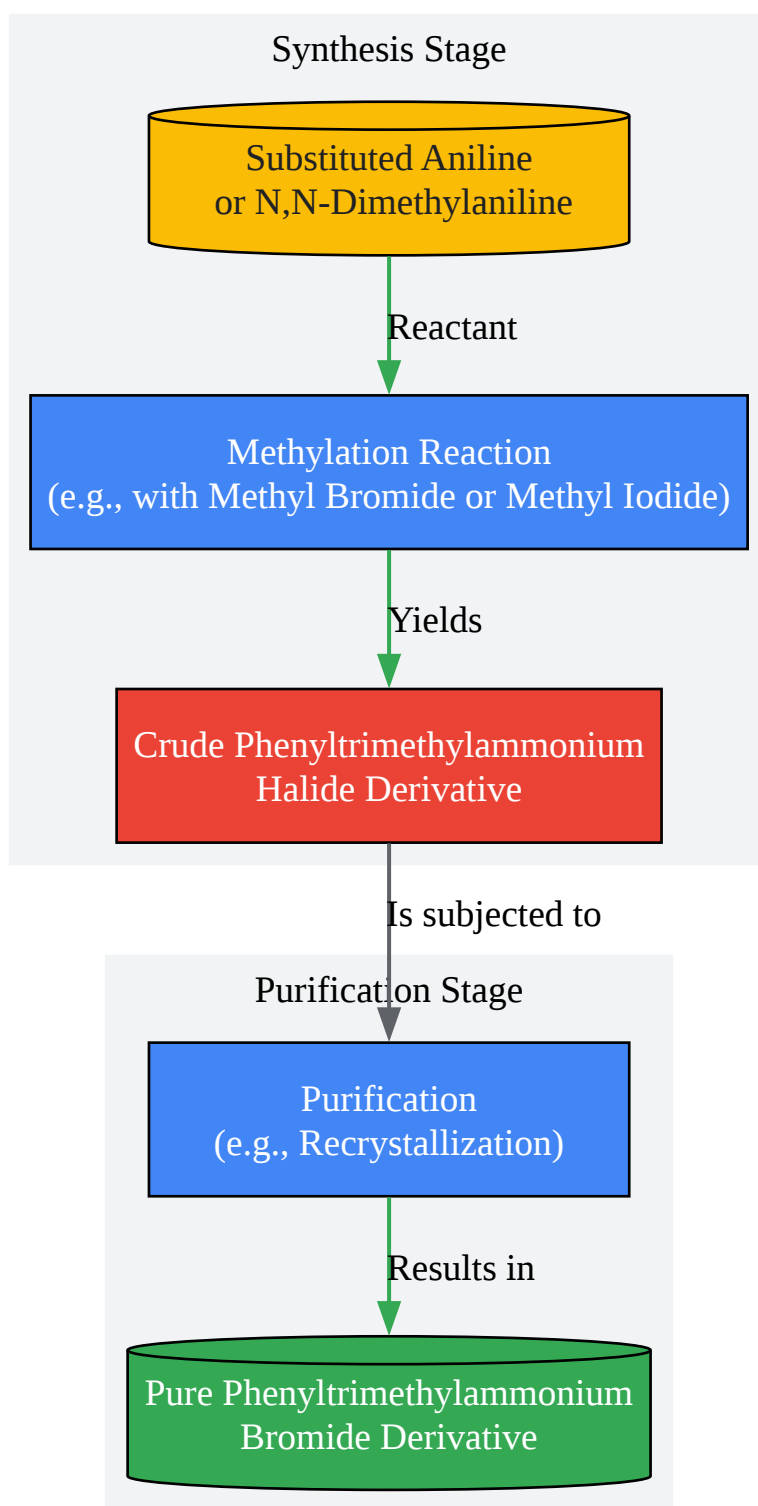 Synthesis Stage
Substituted Aniline
or N,N-Dimethylaniline
Reactant
Methylation Reaction
(e.g., with Methyl Bromide or Methyl Iodide)
Yields
Crude Phenyltrimethylammonium
Halide Derivative
Is subjected to
Purification Stage
Purification
(e.g., Recrystallization)
Results in
Pure Phenyltrimethylammonium
Bromide Derivative